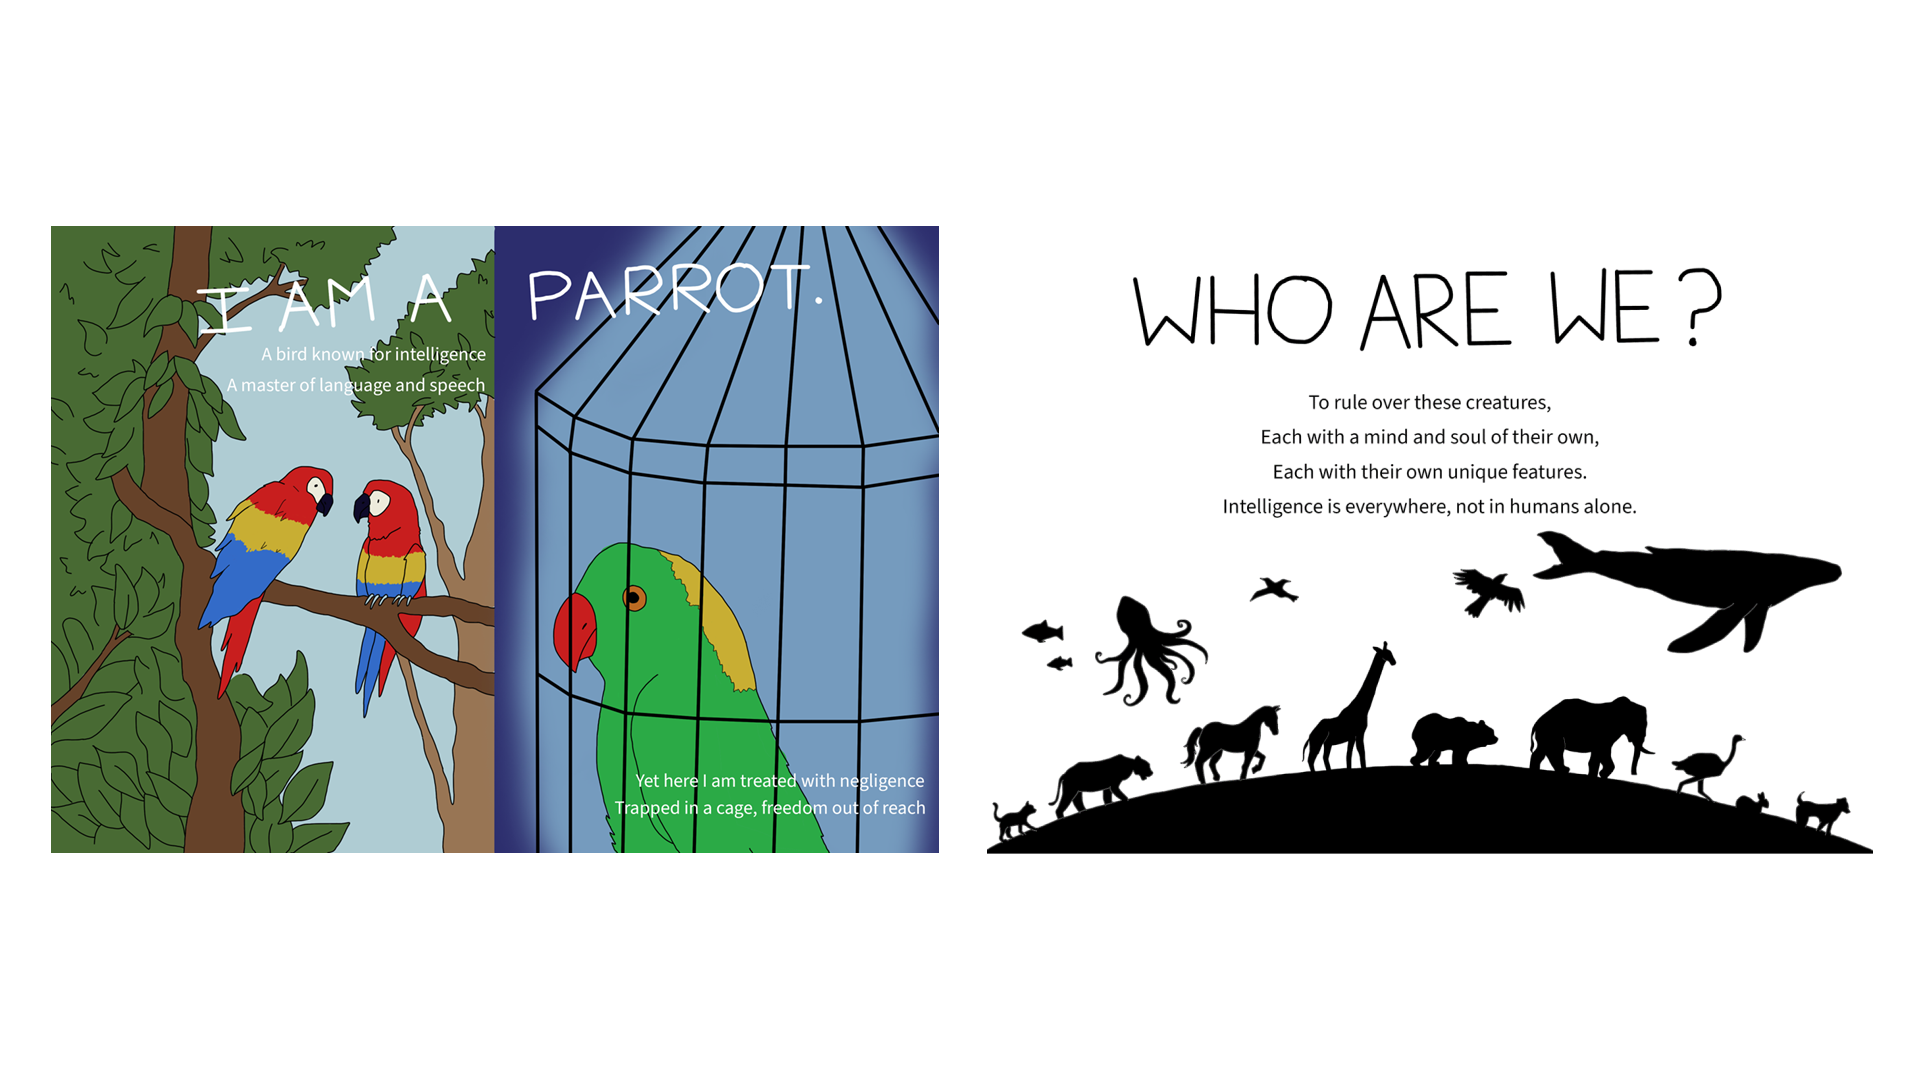 I AM A PARROT.
A bird known for intelligence
A master of language and speech
Yet here I am treated with negligence
Trapped in a cage, freedom out of reach
WHO ARE WE?
To rule over these creatures,
Each with a mind and soul of their own,
Each with their own unique features.
Intelligence is everywhere, not in humans alone.